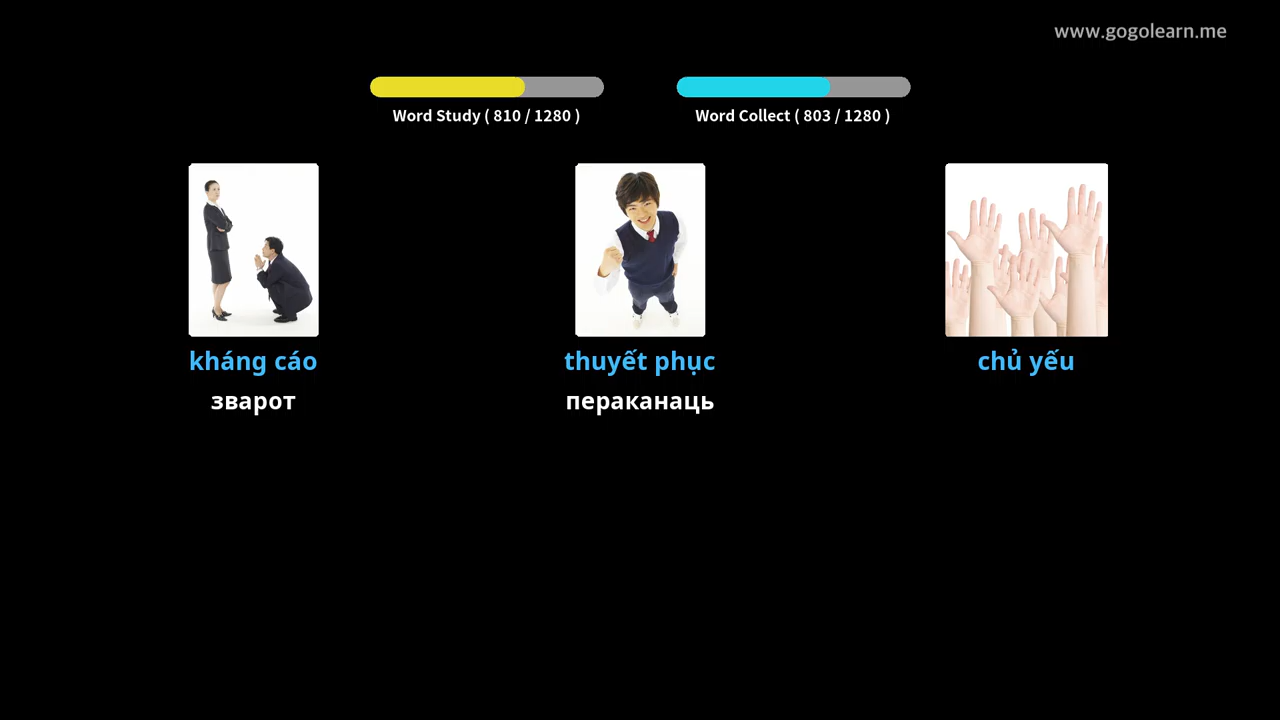 www.gogolearn.me
Word Study ( 810 / 1280 )
Word Collect ( 803 / 1280 )
kháng cáo
thuyết phục
chủ yếu
зварот
пераканаць